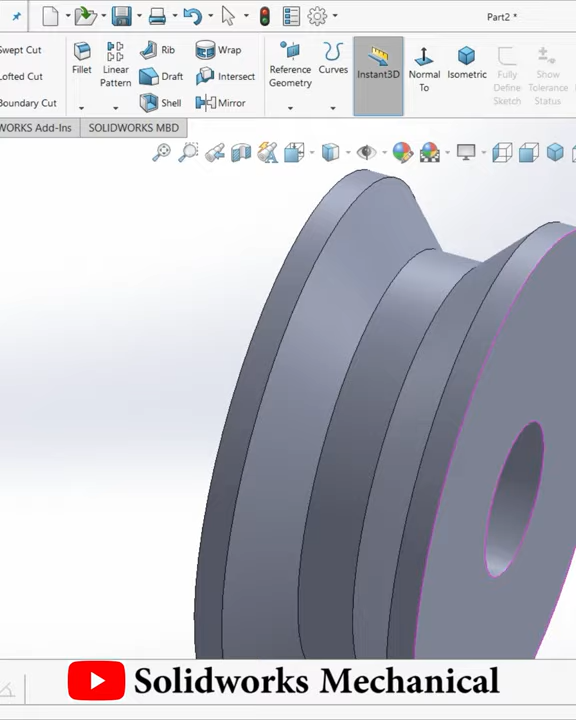 Part2 *
Swept Cut
Lofted Cut
Boundary Cut
Fillet
Linear
Pattern
Rib
Draft
Shell
Wrap
Intersect
Mirror
Reference
Geometry
Curves
Instant3D
Normal
To
Isometric
Fully
Define
Sketch
Show
Tolerance
Status
WORKS Add-Ins
SOLIDWORKS MBD
Solidworks Mechanical